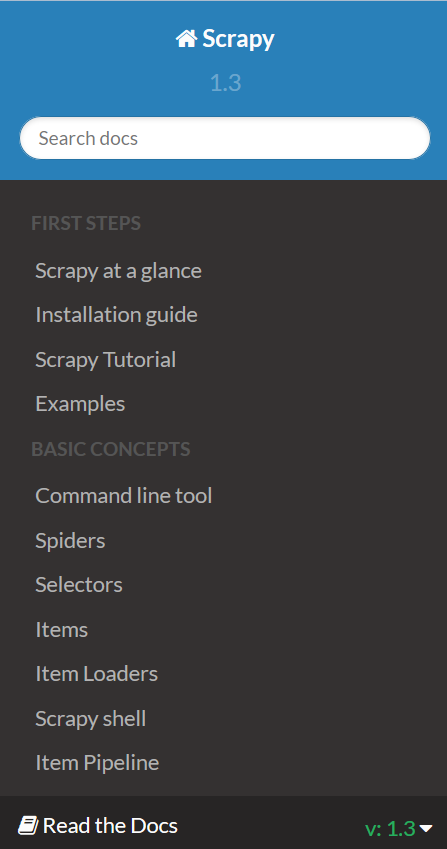 Scrapy
1.3
Search docs
FIRST STEPS
Scrapy at a glance
Installation guide
Scrapy Tutorial
Examples
BASIC CONCEPTS
Command line tool
Spiders
Selectors
Items
Item Loaders
Scrapy shell
Item Pipeline
Read the Docs v: 1.3